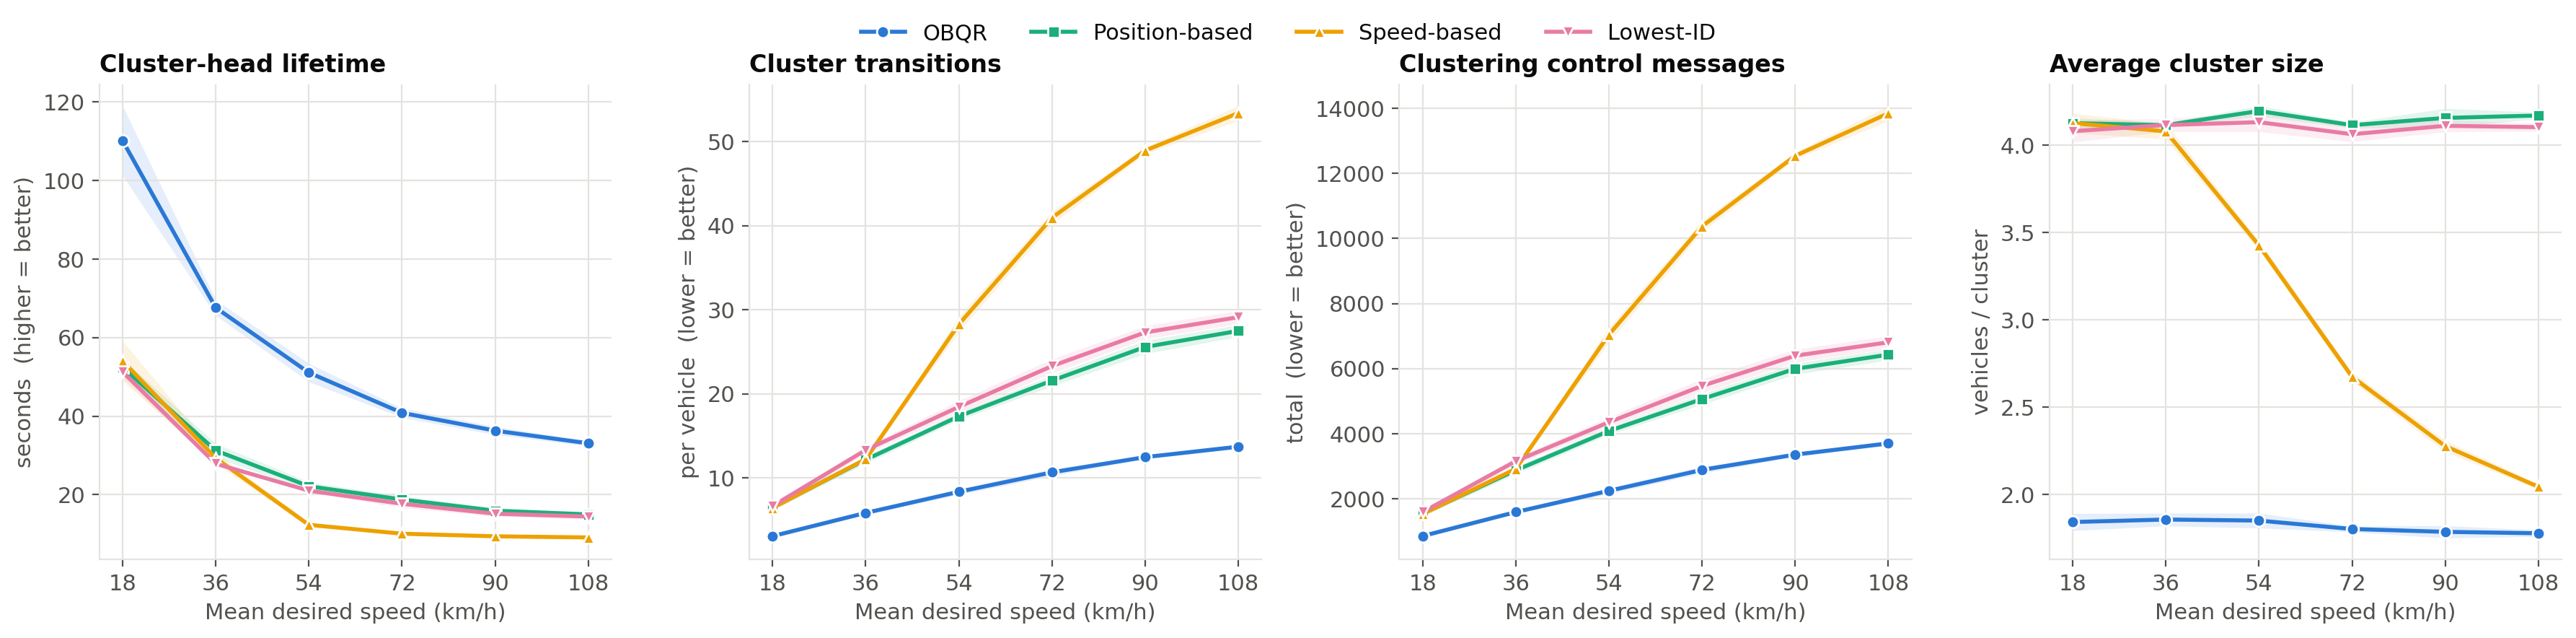 OBQR Position-based Speed-based Lowest-ID
Cluster-head lifetime
seconds (higher = better)
120
100
80
60
40
20
18 36 54 72 90 108
Mean desired speed (km/h)
Cluster transitions
per vehicle (lower = better)
50
40
30
20
10
18 36 54 72 90 108
Mean desired speed (km/h)
Clustering control messages
total (lower = better)
14000
12000
10000
8000
6000
4000
2000
18 36 54 72 90 108
Mean desired speed (km/h)
Average cluster size
vehicles / cluster
4.0
3.5
3.0
2.5
2.0
18 36 54 72 90 108
Mean desired speed (km/h)